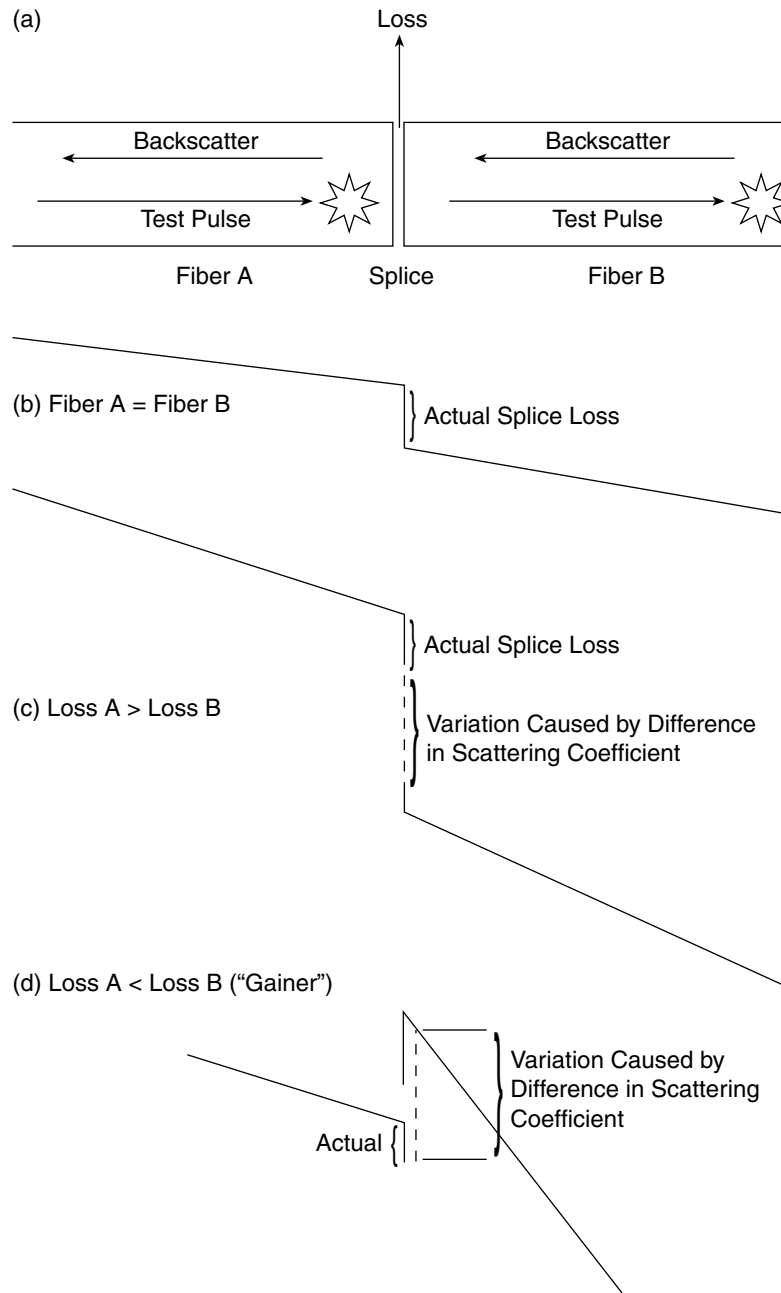 (a)
Loss
Backscatter
Backscatter
Test Pulse
Test Pulse
Fiber A
Splice
Fiber B
(b) Fiber A = Fiber B
Actual Splice Loss
Actual Splice Loss
(c) Loss A > Loss B
Variation Caused by Difference
in Scattering Coefficient
(d) Loss A < Loss B (“Gainer”)
Variation Caused by
Difference in Scattering
Coefficient
Actual